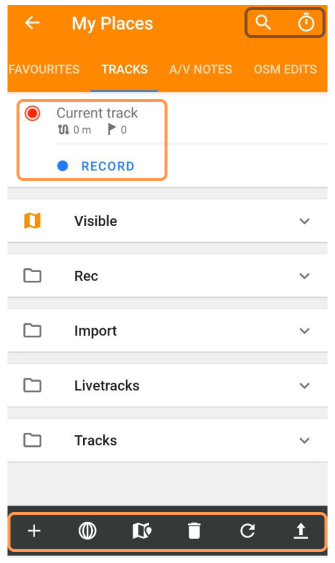 My Places
FAVOURITES TRACKS A/V NOTES OSM EDITS
Current track
0 m 0
RECORD
Visible
Rec
Import
Livetracks
Tracks